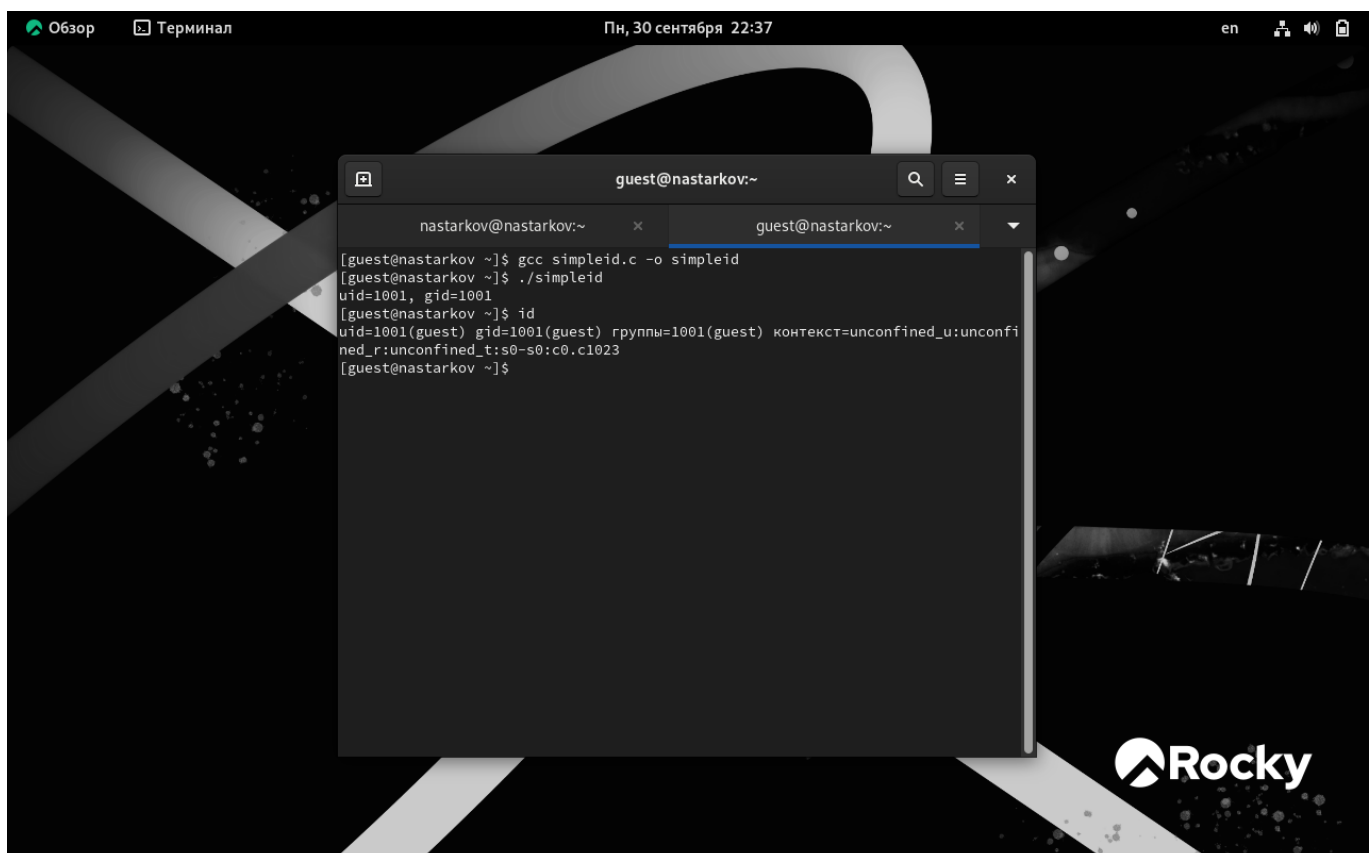 Обзор Терминал Пн, 30 сентября 22:37 en
guest@nastarkov:~
nastarkov@nastarkov:~ guest@nastarkov:~
[guest@nastarkov ~]$ gcc simpleid.c -o simpleid
[guest@nastarkov ~]$ ./simpleid
uid=1001, gid=1001
[guest@nastarkov ~]$ id
uid=1001(guest) gid=1001(guest) группы=1001(guest) контекст=unconfined_u:unconfi
ned_r:unconfined_t:s0-s0:c0.c1023
[guest@nastarkov ~]$
Rocky